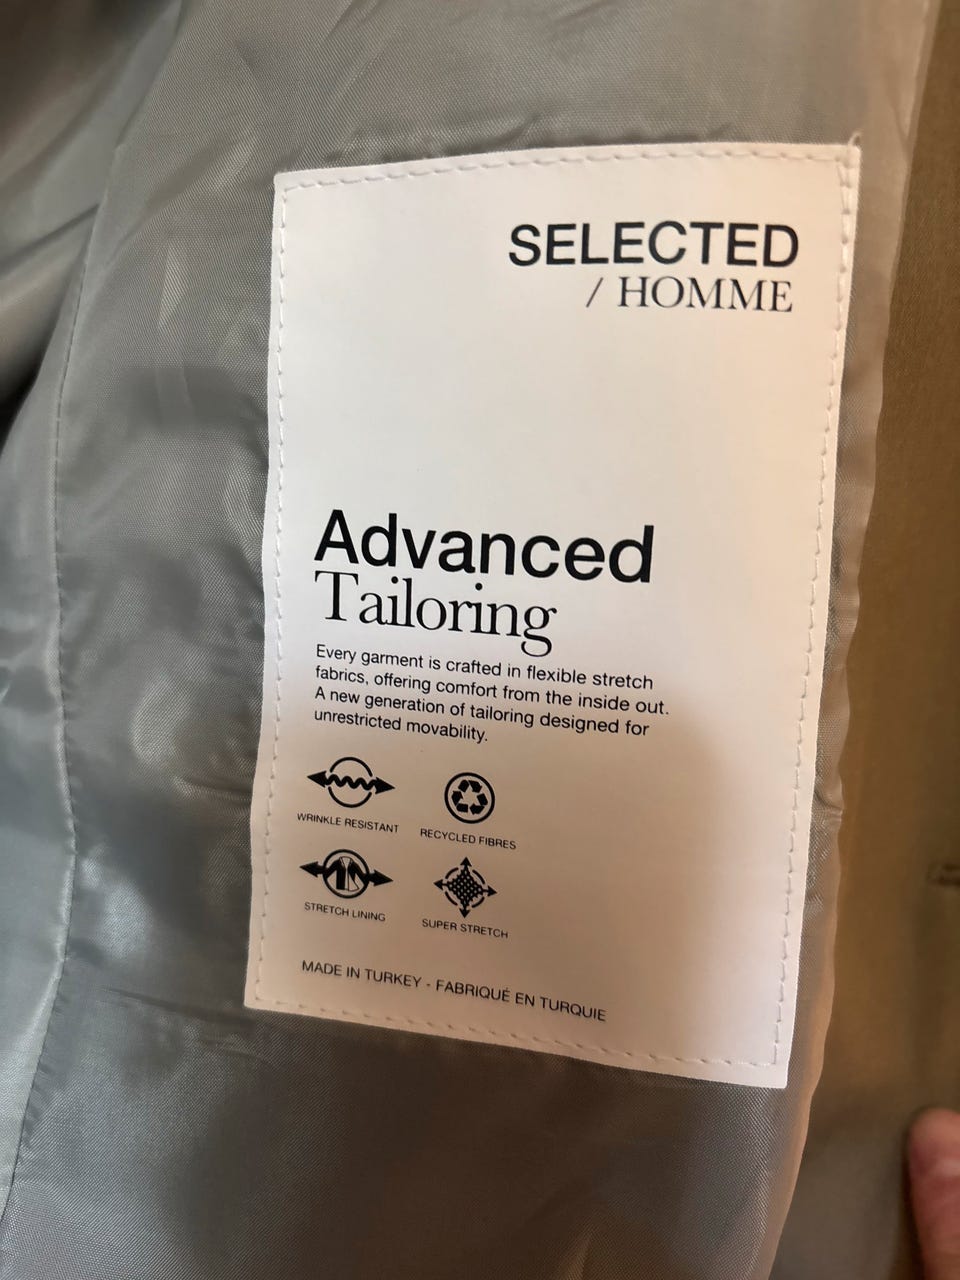 SELECTED
/ HOMME
Advanced
Tailoring
Every garment is crafted in flexible stretch
fabrics, offering comfort from the inside out.
A new generation of tailoring designed for
unrestricted movability.
WRINKLE RESISTANT
RECYCLED FIBRES
STRETCH LINING
SUPER STRETCH
MADE IN TURKEY - FABRIQUÉ EN TURQUIE